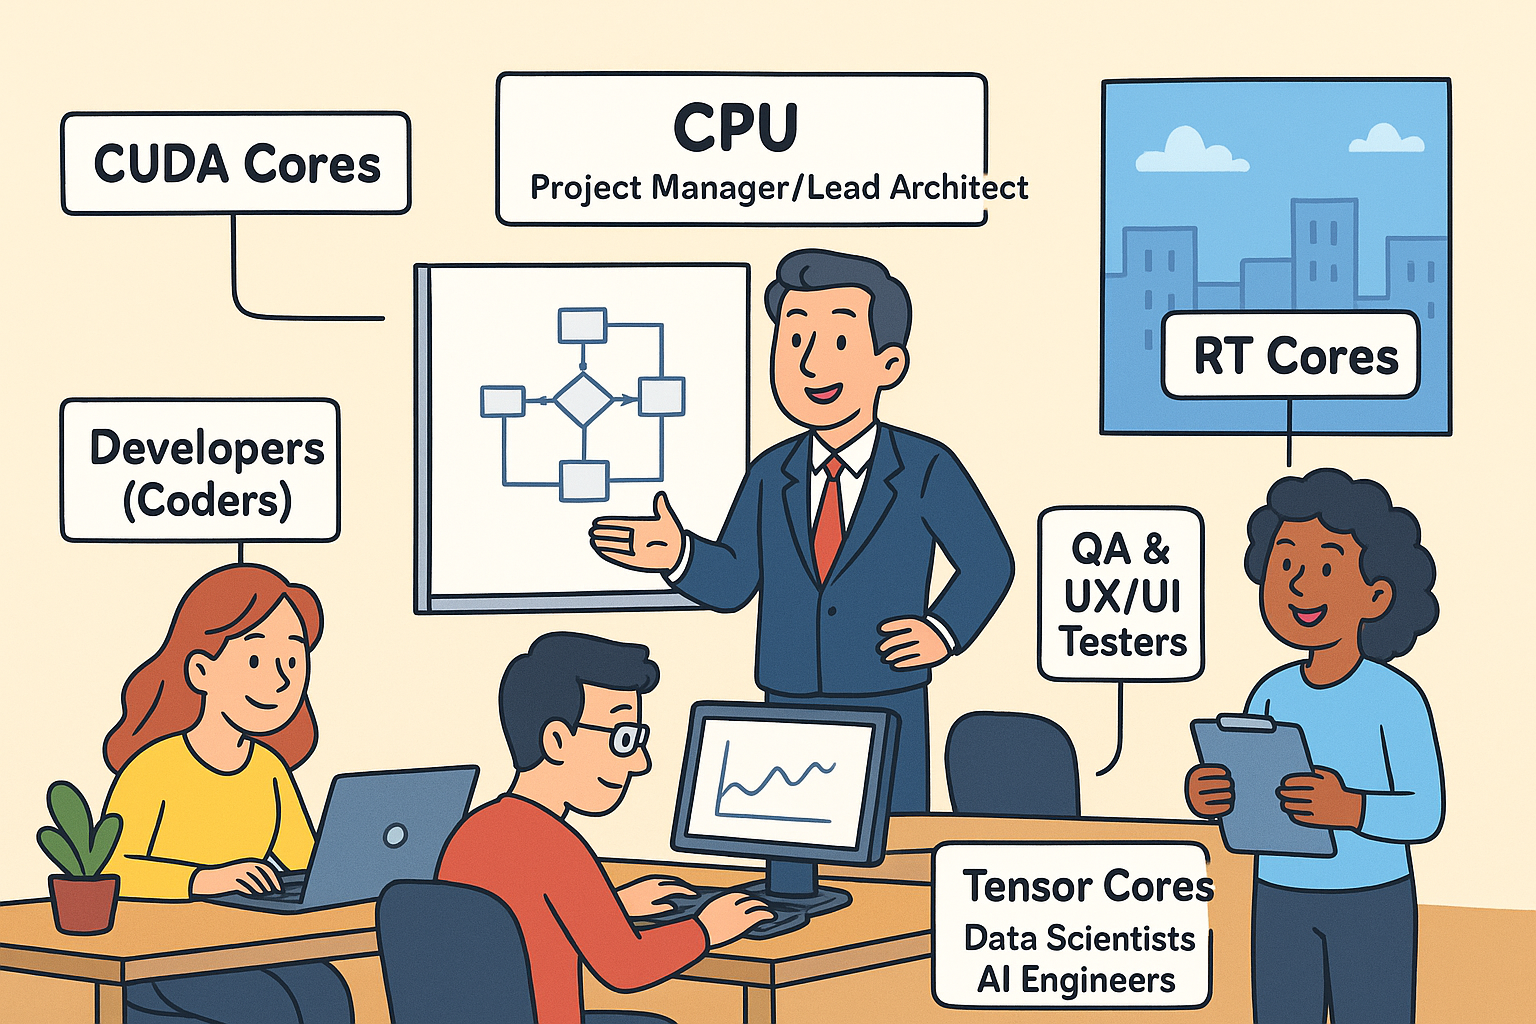 CUDA Cores
CPU
Project Manager/Lead Architect
RT Cores
Developers
(Coders)
QA &
UX/UI
Testers
Tensor Cores
Data Scientists
AI Engineers